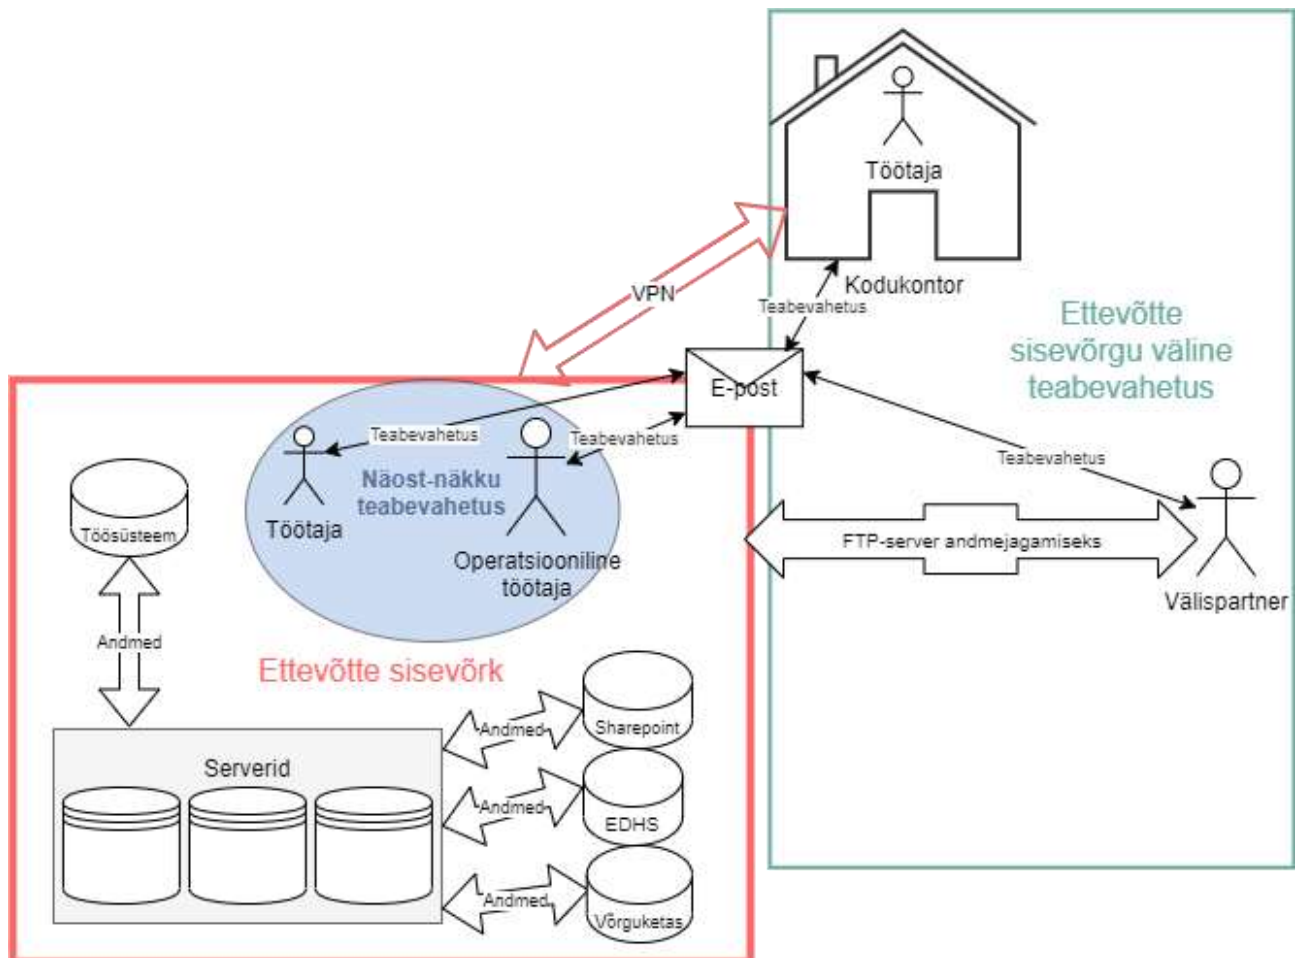 Töötaja
Kodukontor
VPN
Teabevahetus
Ettevõtte
sisevõrgu väline
teabevahetus
E-post
Teabevahetus
Teabevahetus
Teabevahetus
Näost-näkku
teabevahetus
Töötaja
Operatsiooniline
töötaja
Töösüsteem
FTP-server andmejagamiseks
Välispartner
Andmed
Ettevõtte sisevõrk
Andmed
Sharepoint
Serverid
Andmed
EDHS
Andmed
Võrguketas